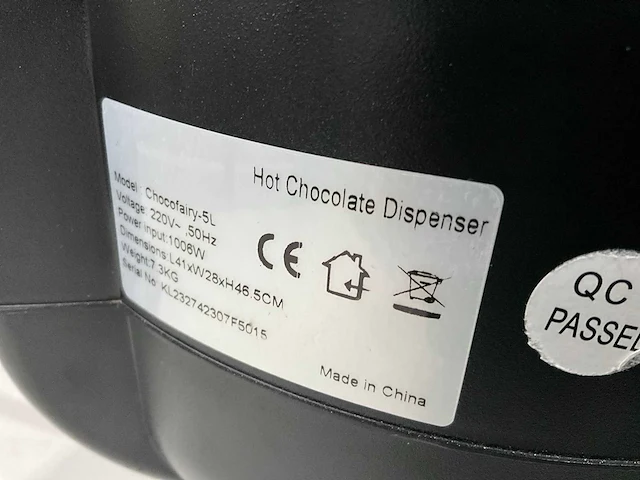 Hot Chocolate Dispenser
Model : Chocofairy-5L
Voltage: 220V~ ,50Hz
Power input:1006W
Dimensions:L41xW28xH46.5CM
Weight:7.3KG
Serial No: KL232742307F5015
CE
Made in China
QC
PASSED